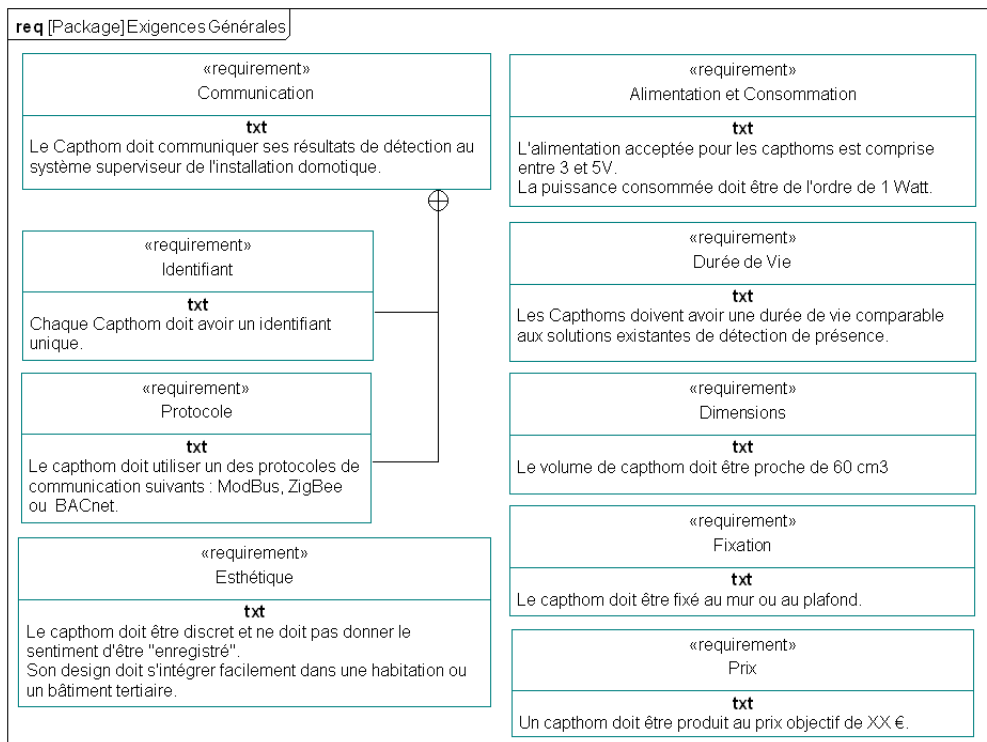 req [Package] Exigences Générales
«requirement»
Communication
txt
Le Capthom doit communiquer ses résultats de détection au
système superviseur de l'installation domotique.
«requirement»
Identifiant
txt
Chaque Capthom doit avoir un identifiant
unique.
«requirement»
Protocole
txt
Le capthom doit utiliser un des protocoles de
communication suivants : ModBus, ZigBee
ou BACnet.
«requirement»
Esthétique
txt
Le capthom doit être discret et ne doit pas donner le
sentiment d'être "enregistré".
Son design doit s'intégrer facilement dans une habitation ou
un bâtiment tertiaire.
«requirement»
Alimentation et Consommation
txt
L'alimentation acceptée pour les capthoms est comprise
entre 3 et 5V.
La puissance consommée doit être de l'ordre de 1 Watt.
«requirement»
Durée de Vie
txt
Les Capthoms doivent avoir une durée de vie comparable
aux solutions existantes de détection de présence.
«requirement»
Dimensions
txt
Le volume de capthom doit être proche de 60 cm3
«requirement»
Fixation
txt
Le capthom doit être fixé au mur ou au plafond.
«requirement»
Prix
txt
Un capthom doit être produit au prix objectif de XX €.